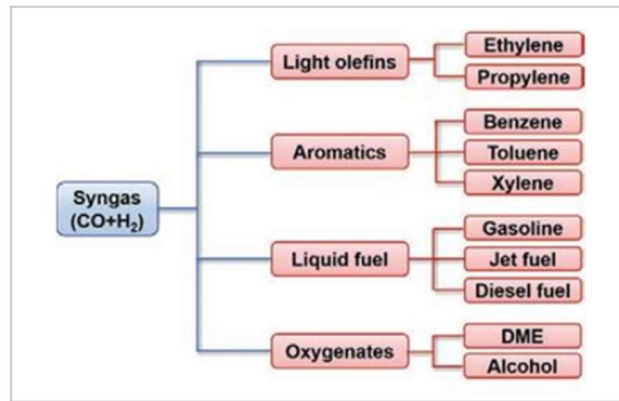 Syngas
(CO+H₂)
Light olefins
Ethylene
Propylene
Aromatics
Benzene
Toluene
Xylene
Liquid fuel
Gasoline
Jet fuel
Diesel fuel
Oxygenates
DME
Alcohol